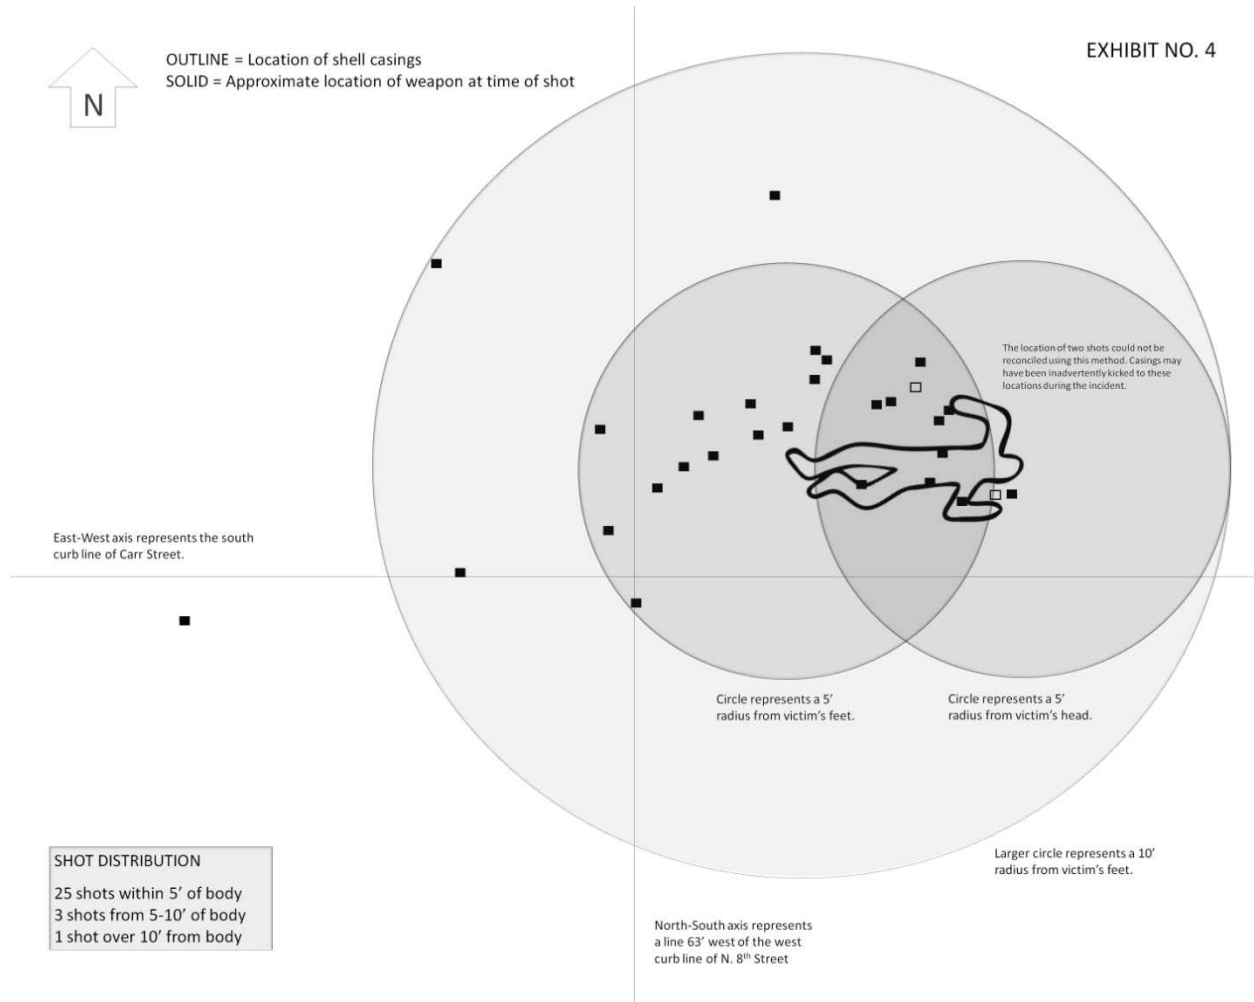 EXHIBIT NO. 4
N
OUTLINE = Location of shell casings
SOLID = Approximate location of weapon at time of shot
The location of two shots could not be
reconciled using this method. Casings may
have been inadvertently kicked to these
locations during the incident.
East-West axis represents the south
curb line of Carr Street.
Circle represents a 5’
radius from victim’s feet.
Circle represents a 5’
radius from victim’s head.
SHOT DISTRIBUTION
25 shots within 5’ of body
3 shots from 5-10’ of body
1 shot over 10’ from body
Larger circle represents a 10’
radius from victim’s feet.
North-South axis represents
a line 63’ west of the west
curb line of N. 8th Street